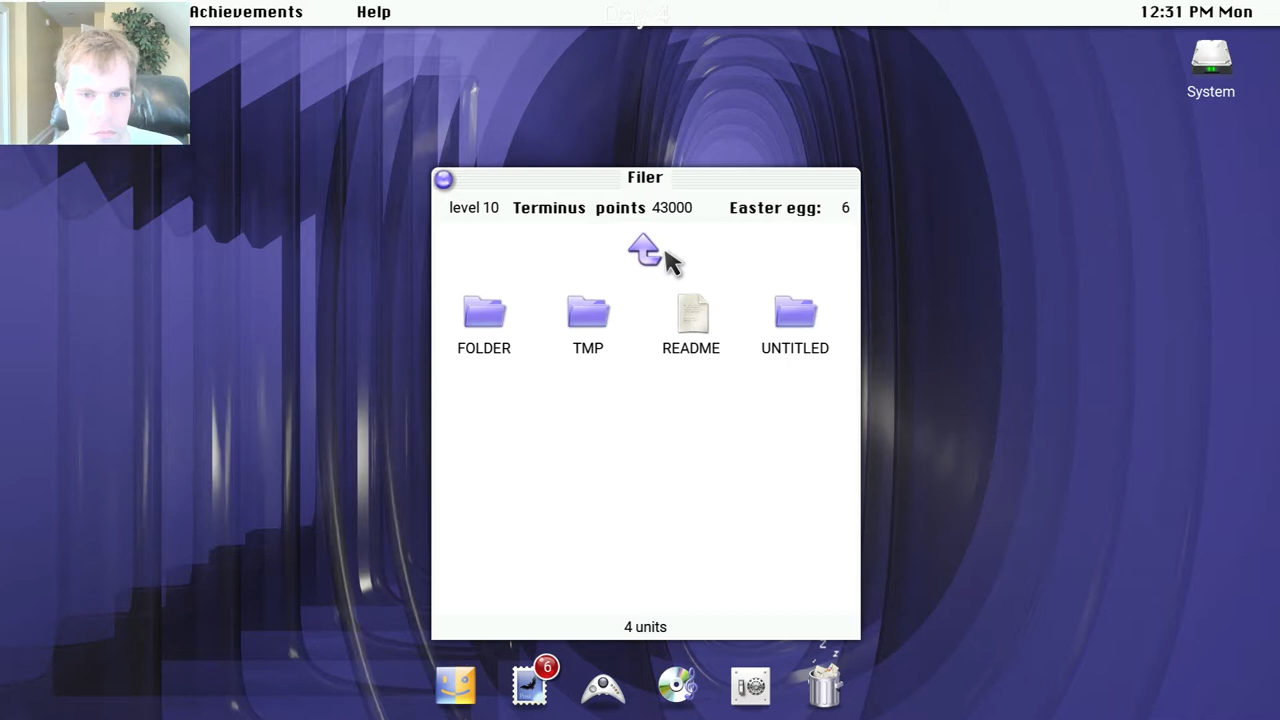 Achievements Help 12:31 PM Mon
System
Filer
level 10 Terminus points 43000 Easter egg: 6
FOLDER TMP README UNTITLED
4 units
6